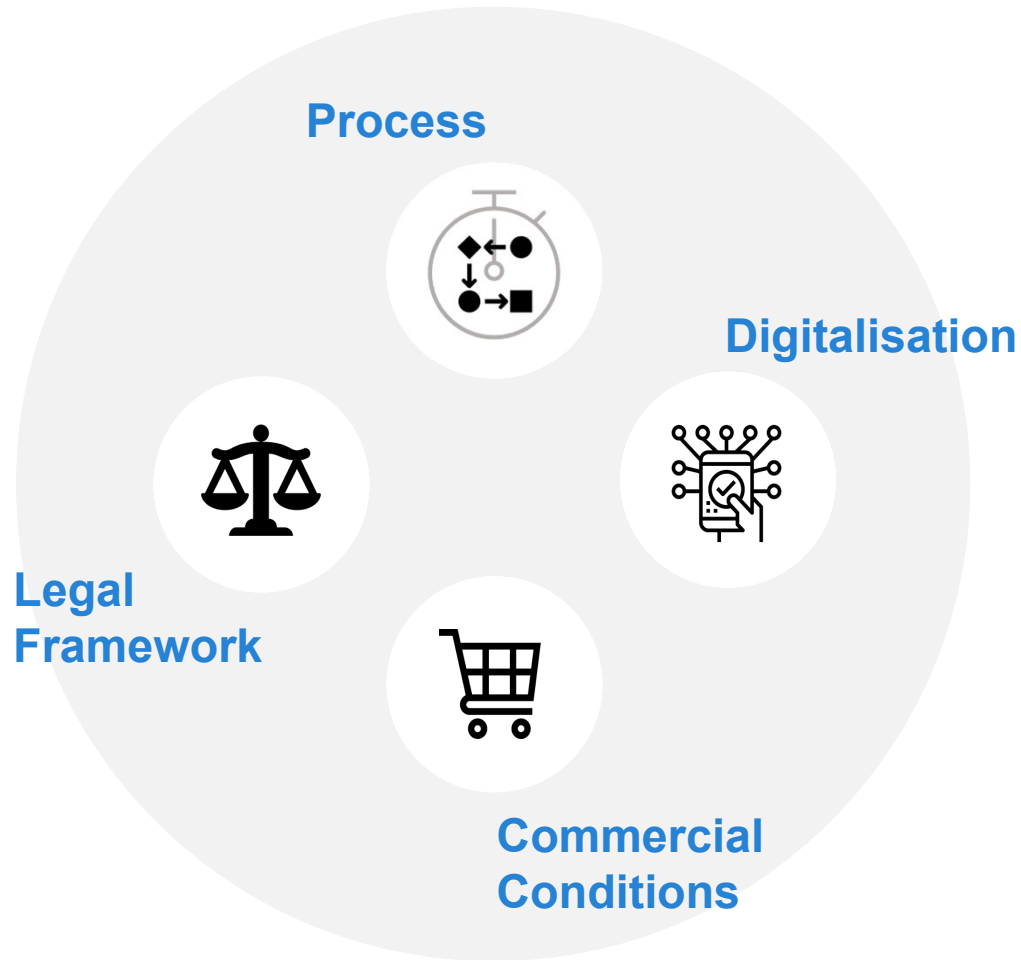 Process
Digitalisation
Legal
Framework
Commercial
Conditions